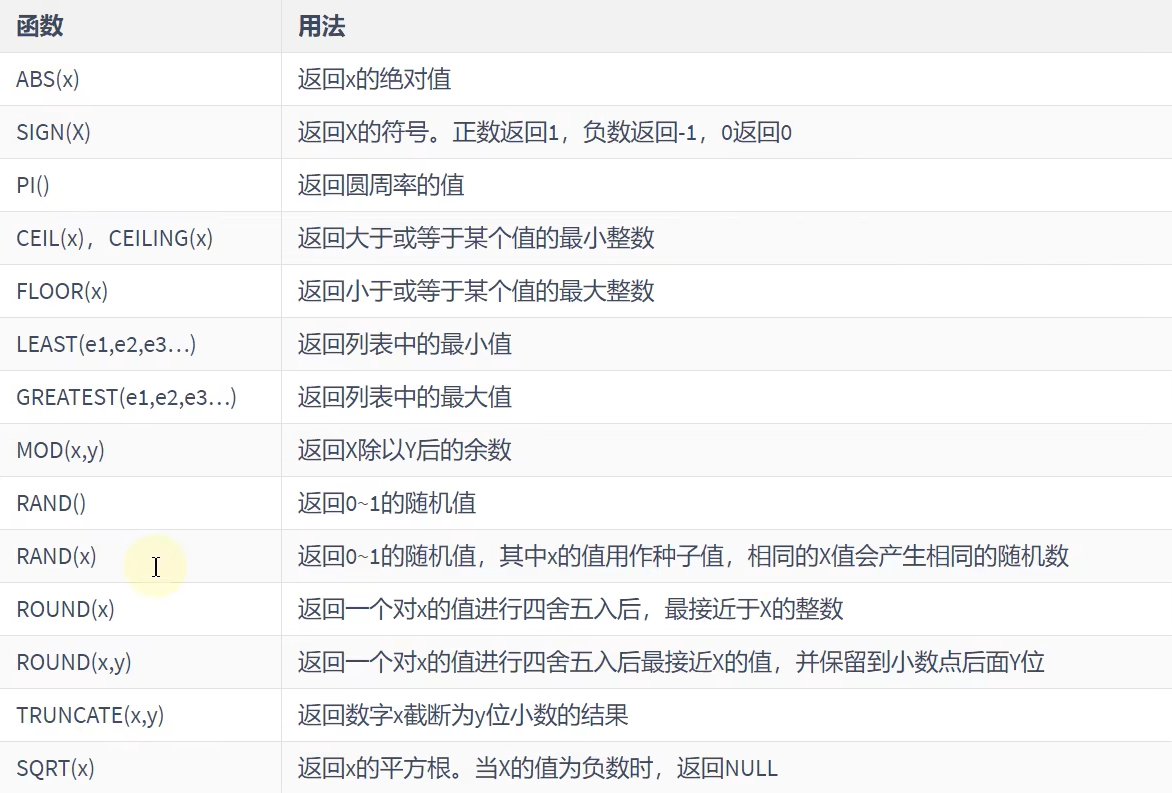 函数 用法
ABS(x) 返回x的绝对值
SIGN(X) 返回X的符号。正数返回1，负数返回-1，0返回0
PI() 返回圆周率的值
CEIL(x)，CEILING(x) 返回大于或等于某个值的最小整数
FLOOR(x) 返回小于或等于某个值的最大整数
LEAST(e1,e2,e3…) 返回列表中的最小值
GREATEST(e1,e2,e3…) 返回列表中的最大值
MOD(x,y) 返回X除以Y后的余数
RAND() 返回0~1的随机值
RAND(x) 返回0~1的随机值，其中x的值用作种子值，相同的X值会产生相同的随机数
ROUND(x) 返回一个对x的值进行四舍五入后，最接近于X的整数
ROUND(x,y) 返回一个对x的值进行四舍五入后最接近X的值，并保留到小数点后面Y位
TRUNCATE(x,y) 返回数字x截断为y位小数的结果
SQRT(x) 返回x的平方根。当X的值为负数时，返回NULL